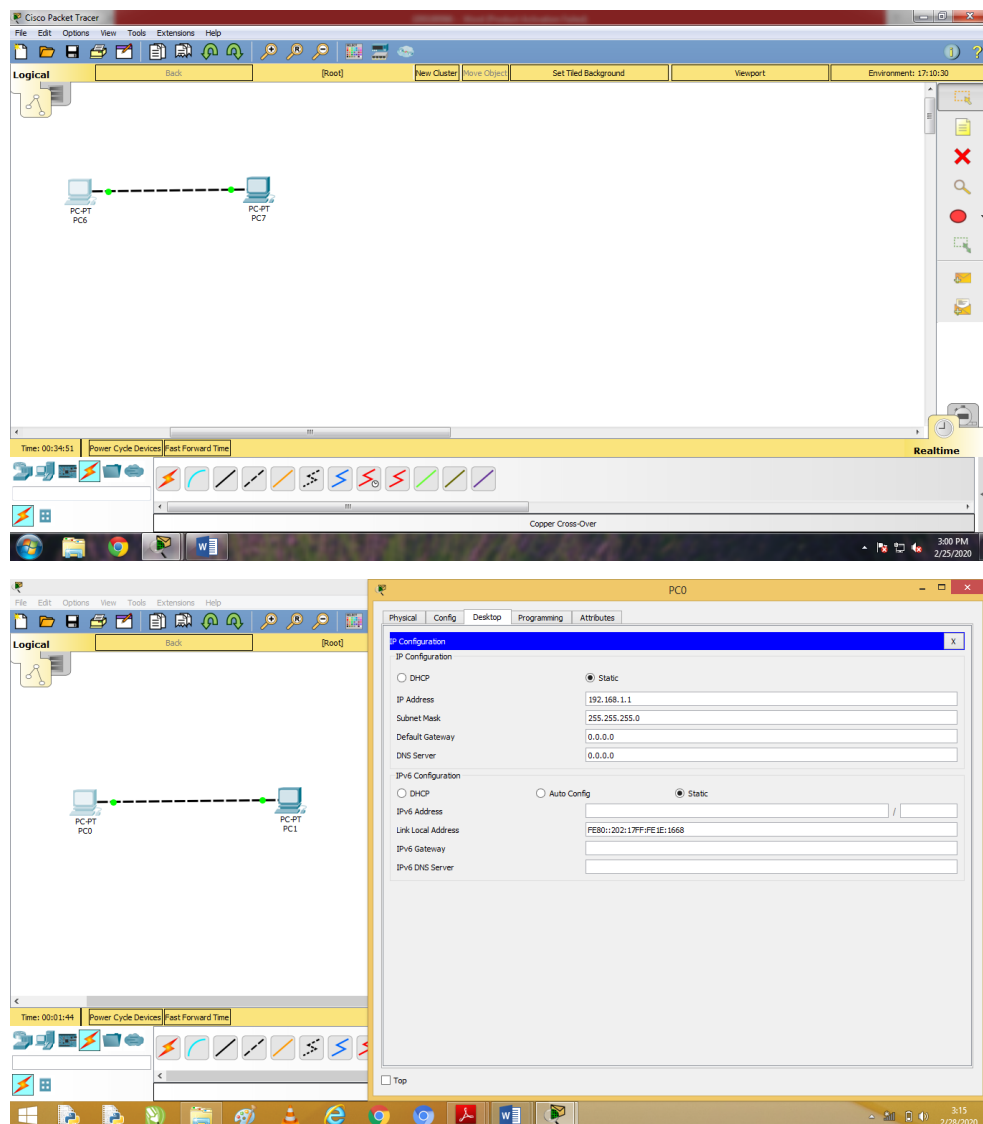 Cisco Packet Tracer
File Edit Options View Tools Extensions Help
Logical Back [Root] New Cluster Move Object Set Tiled Background Viewport Environment: 17:10:30
PC-PT
PC6
PC-PT
PC7
Time: 00:34:51 Power Cycle Devices Fast Forward Time Realtime
Copper Cross-Over
3:00 PM
2/25/2020
PC0
File Edit Options View Tools Extensions Help
Physical Config Desktop Programming Attributes
Logical Back [Root]
IP Configuration X
IP Configuration
DHCP Static
IP Address 192.168.1.1
Subnet Mask 255.255.255.0
Default Gateway 0.0.0.0
DNS Server 0.0.0.0
IPv6 Configuration
DHCP Auto Config Static
IPv6 Address /
Link Local Address FE80::202:17FF:FE1E:1668
IPv6 Gateway
IPv6 DNS Server
PC-PT
PC0
PC-PT
PC1
Time: 00:01:44 Power Cycle Devices Fast Forward Time
Top
3:15
2/28/2020